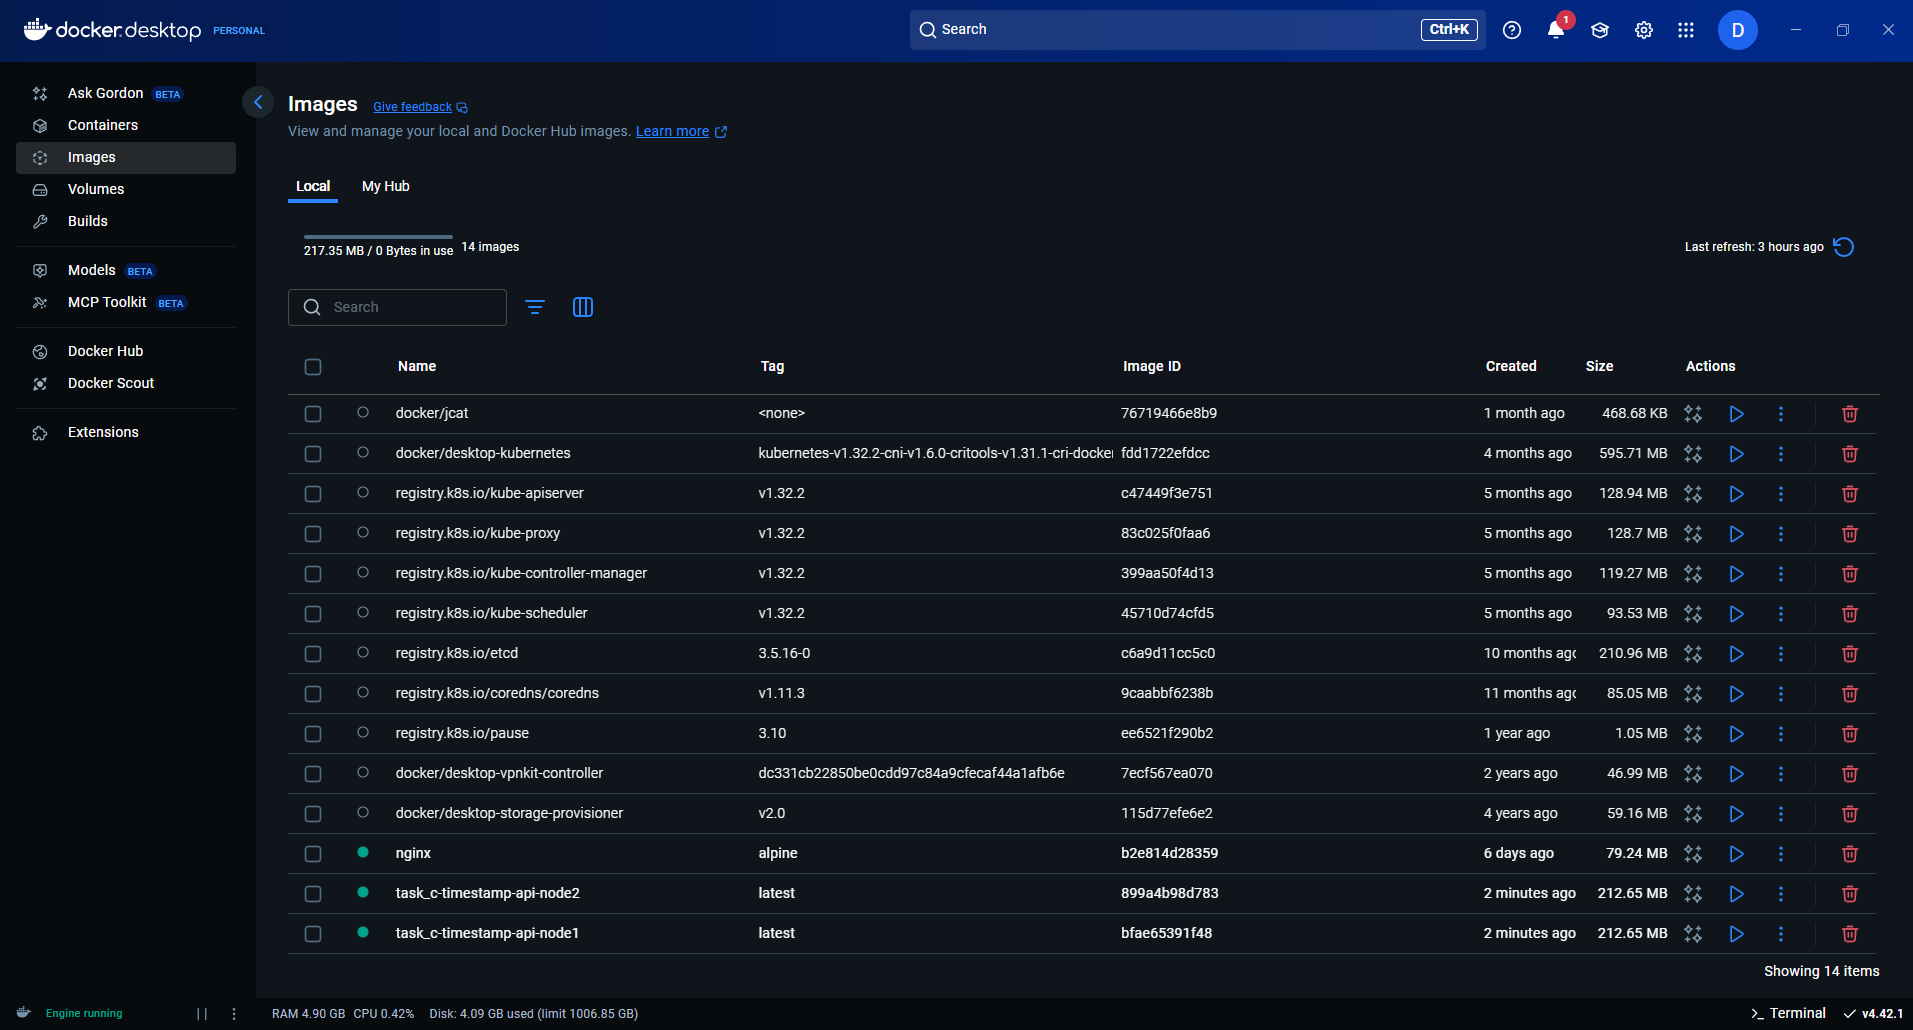 docker.desktop PERSONAL
Search Ctrl+K
1
D
Ask Gordon BETA
Containers
Images
Volumes
Builds
Models BETA
MCP Toolkit BETA
Docker Hub
Docker Scout
Extensions
Images Give feedback
View and manage your local and Docker Hub images. Learn more
Local My Hub
217.35 MB / 0 Bytes in use 14 images
Last refresh: 3 hours ago
Search
Name Tag Image ID Created Size Actions
docker/jcat <none> 76719466e8b9 1 month ago 468.68 KB
docker/desktop-kubernetes kubernetes-v1.32.2-cni-v1.6.0-critools-v1.31.1-cri-docker fdd1722efdcc 4 months ago 595.71 MB
registry.k8s.io/kube-apiserver v1.32.2 c47449f3e751 5 months ago 128.94 MB
registry.k8s.io/kube-proxy v1.32.2 83c025f0faa6 5 months ago 128.7 MB
registry.k8s.io/kube-controller-manager v1.32.2 399aa50f4d13 5 months ago 119.27 MB
registry.k8s.io/kube-scheduler v1.32.2 45710d74cfd5 5 months ago 93.53 MB
registry.k8s.io/etcd 3.5.16-0 c6a9d11cc5c0 10 months ago 210.96 MB
registry.k8s.io/coredns/coredns v1.11.3 9caabbf6238b 11 months ago 85.05 MB
registry.k8s.io/pause 3.10 ee6521f290b2 1 year ago 1.05 MB
docker/desktop-vpnkit-controller dc331cb22850be0cdd97c84a9cfecaf44a1afb6e 7ecf567ea070 2 years ago 46.99 MB
docker/desktop-storage-provisioner v2.0 115d77efe6e2 4 years ago 59.16 MB
nginx alpine b2e814d28359 6 days ago 79.24 MB
task_c-timestamp-api-node2 latest 899a4b98d783 2 minutes ago 212.65 MB
task_c-timestamp-api-node1 latest bfae65391f48 2 minutes ago 212.65 MB
Showing 14 items
Engine running
RAM 4.90 GB CPU 0.42% Disk: 4.09 GB used (limit 1006.85 GB)
>_ Terminal v4.42.1